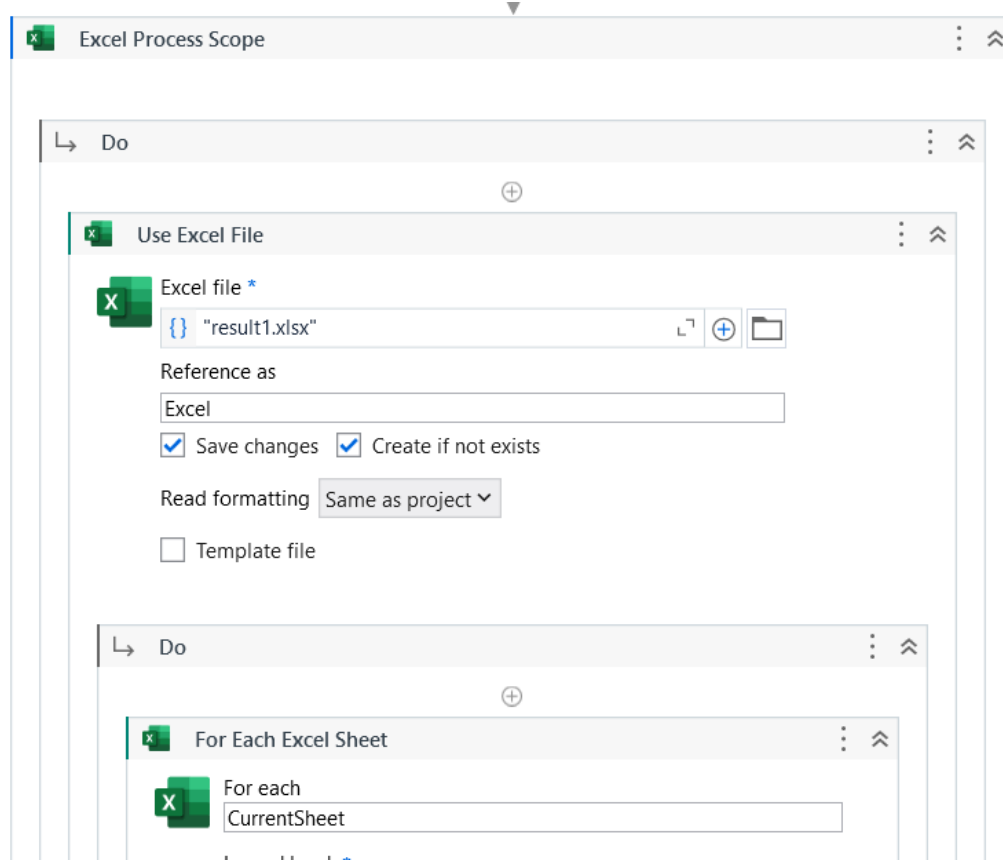 Excel Process Scope
Do
Use Excel File
Excel file *
{} "result1.xlsx"
Reference as
Excel
Save changes Create if not exists
Read formatting Same as project
Template file
Do
For Each Excel Sheet
For each
CurrentSheet